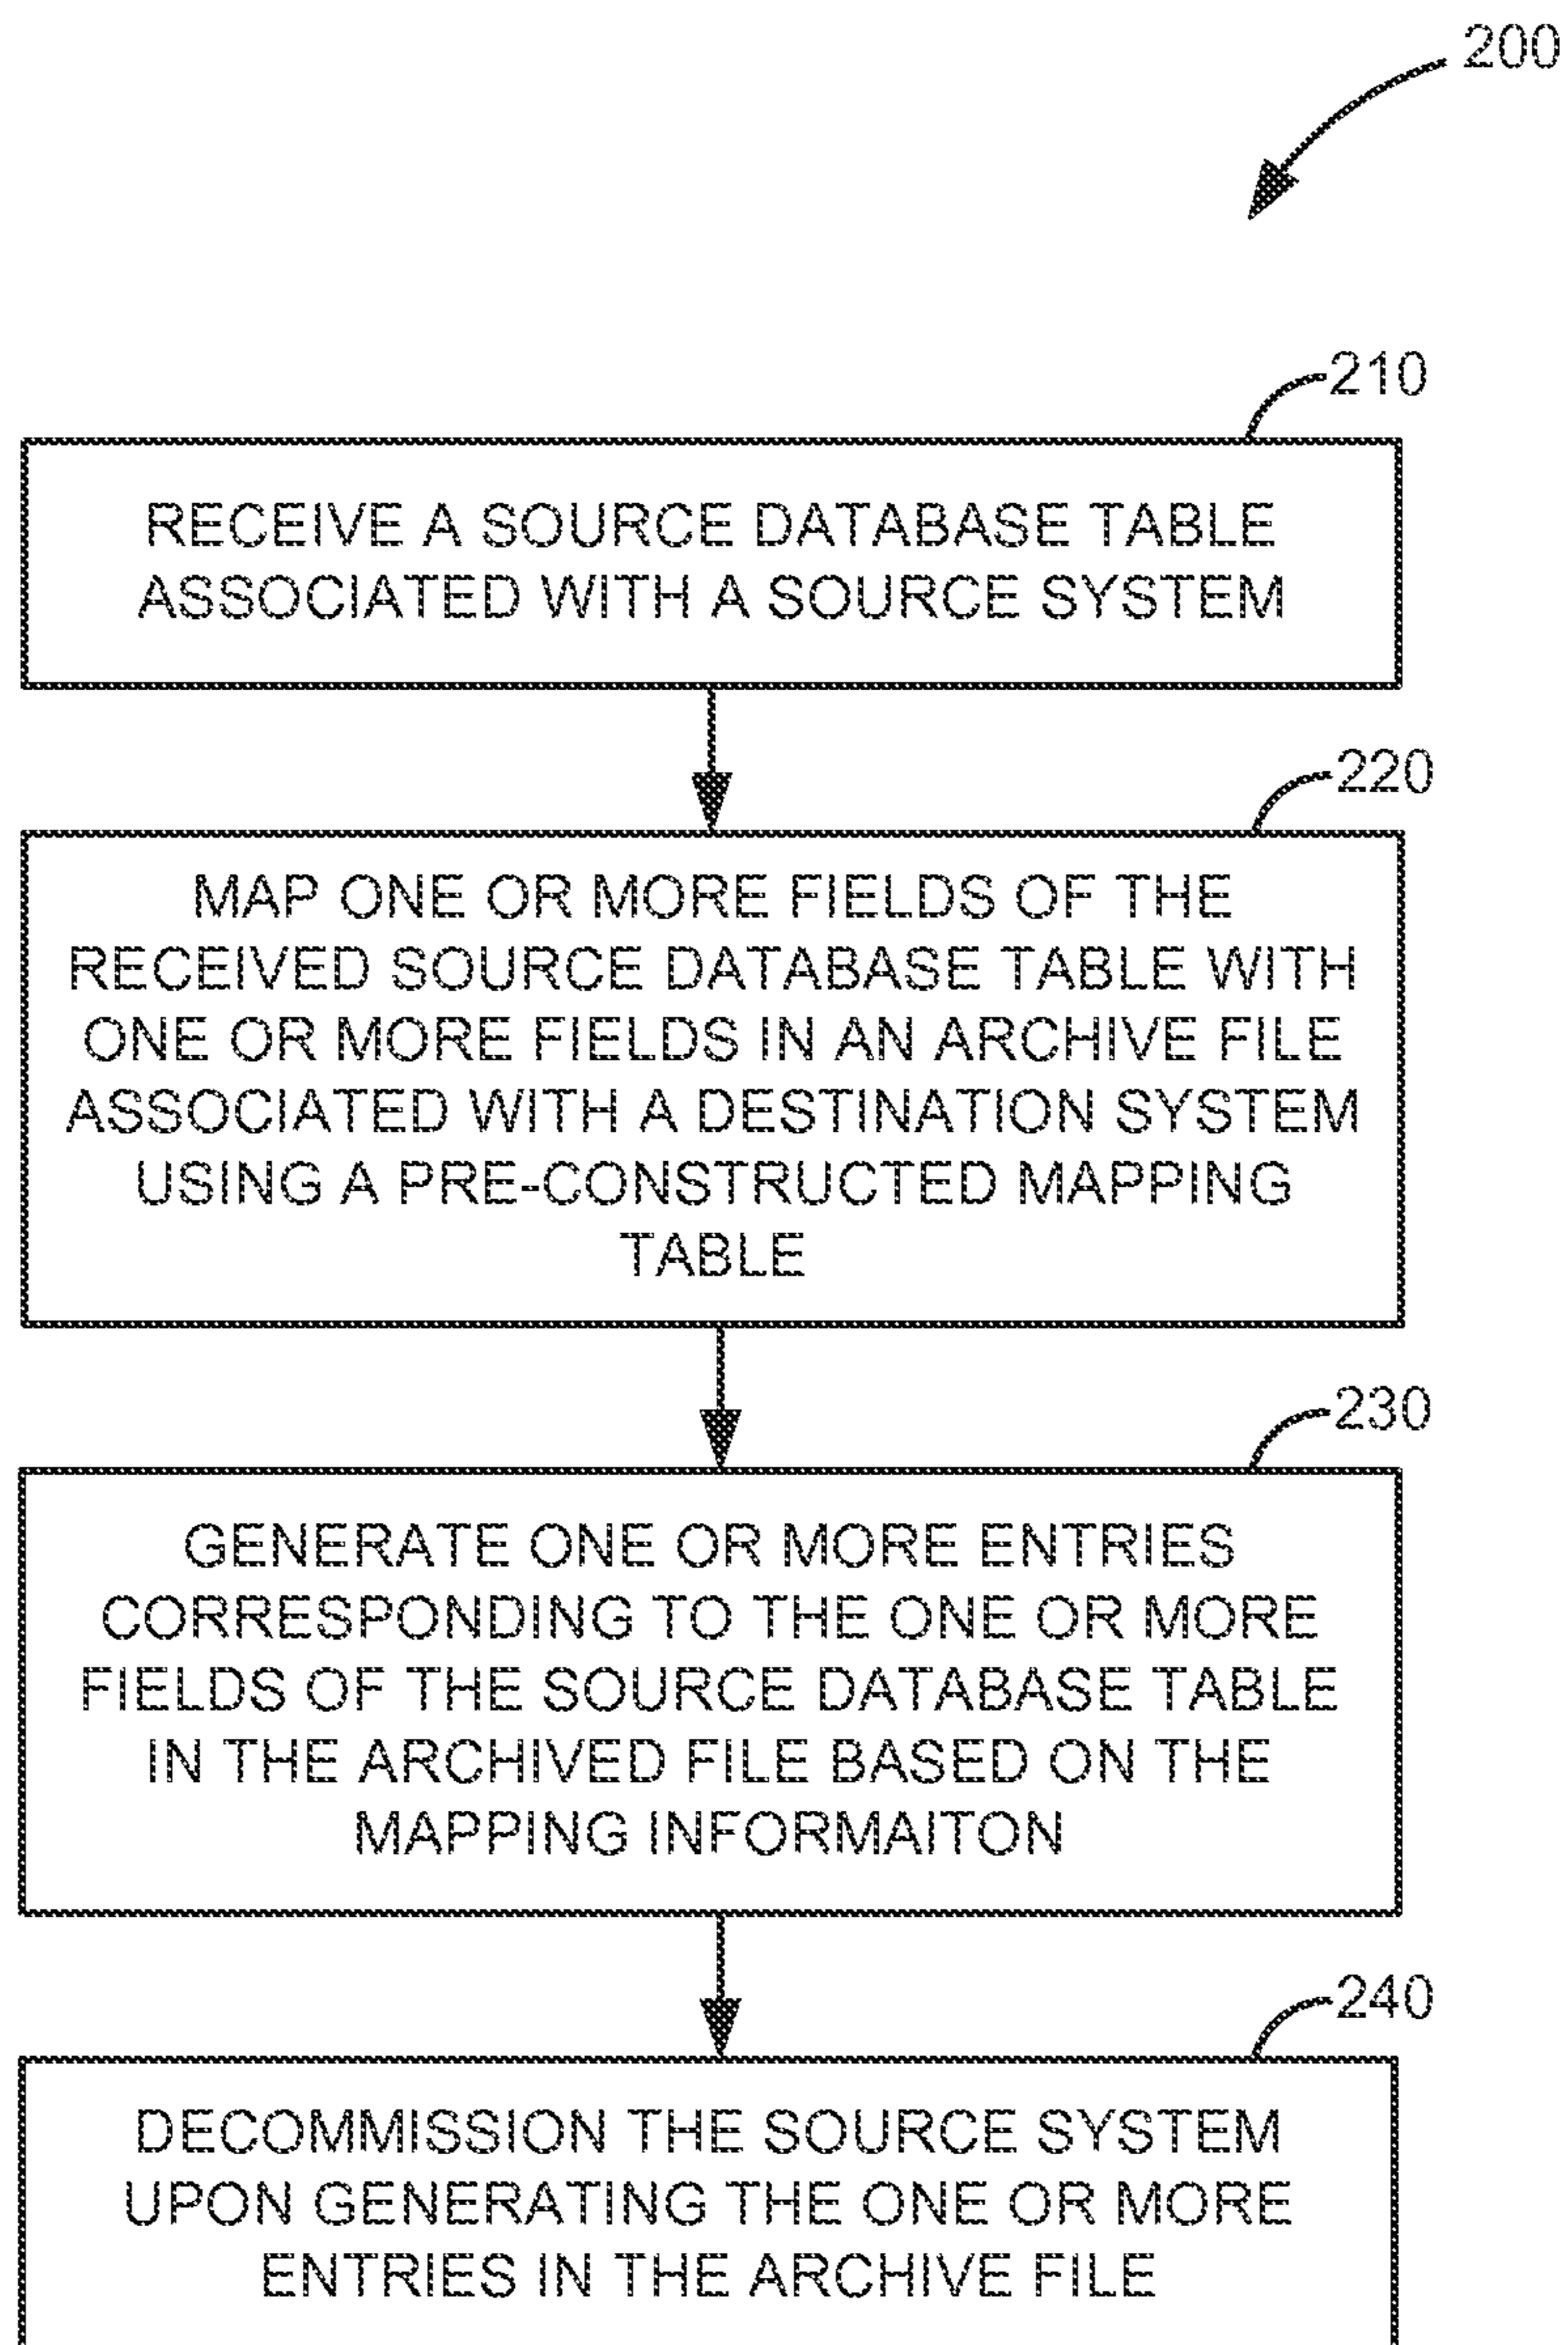 200
210
RECEIVE A SOURCE DATABASE TABLE
ASSOCIATED WITH A SOURCE SYSTEM
220
MAP ONE OR MORE FIELDS OF THE
RECEIVED SOURCE DATABASE TABLE WITH
ONE OR MORE FIELDS IN AN ARCHIVE FILE
ASSOCIATED WITH A DESTINATION SYSTEM
USING A PRE-CONSTRUCTED MAPPING
TABLE
230
GENERATE ONE OR MORE ENTRIES
CORRESPONDING TO THE ONE OR MORE
FIELDS OF THE SOURCE DATABASE TABLE
IN THE ARCHIVED FILE BASED ON THE
MAPPING INFORMAITON
240
DECOMMISSION THE SOURCE SYSTEM
UPON GENERATING THE ONE OR MORE
ENTRIES IN THE ARCHIVE FILE